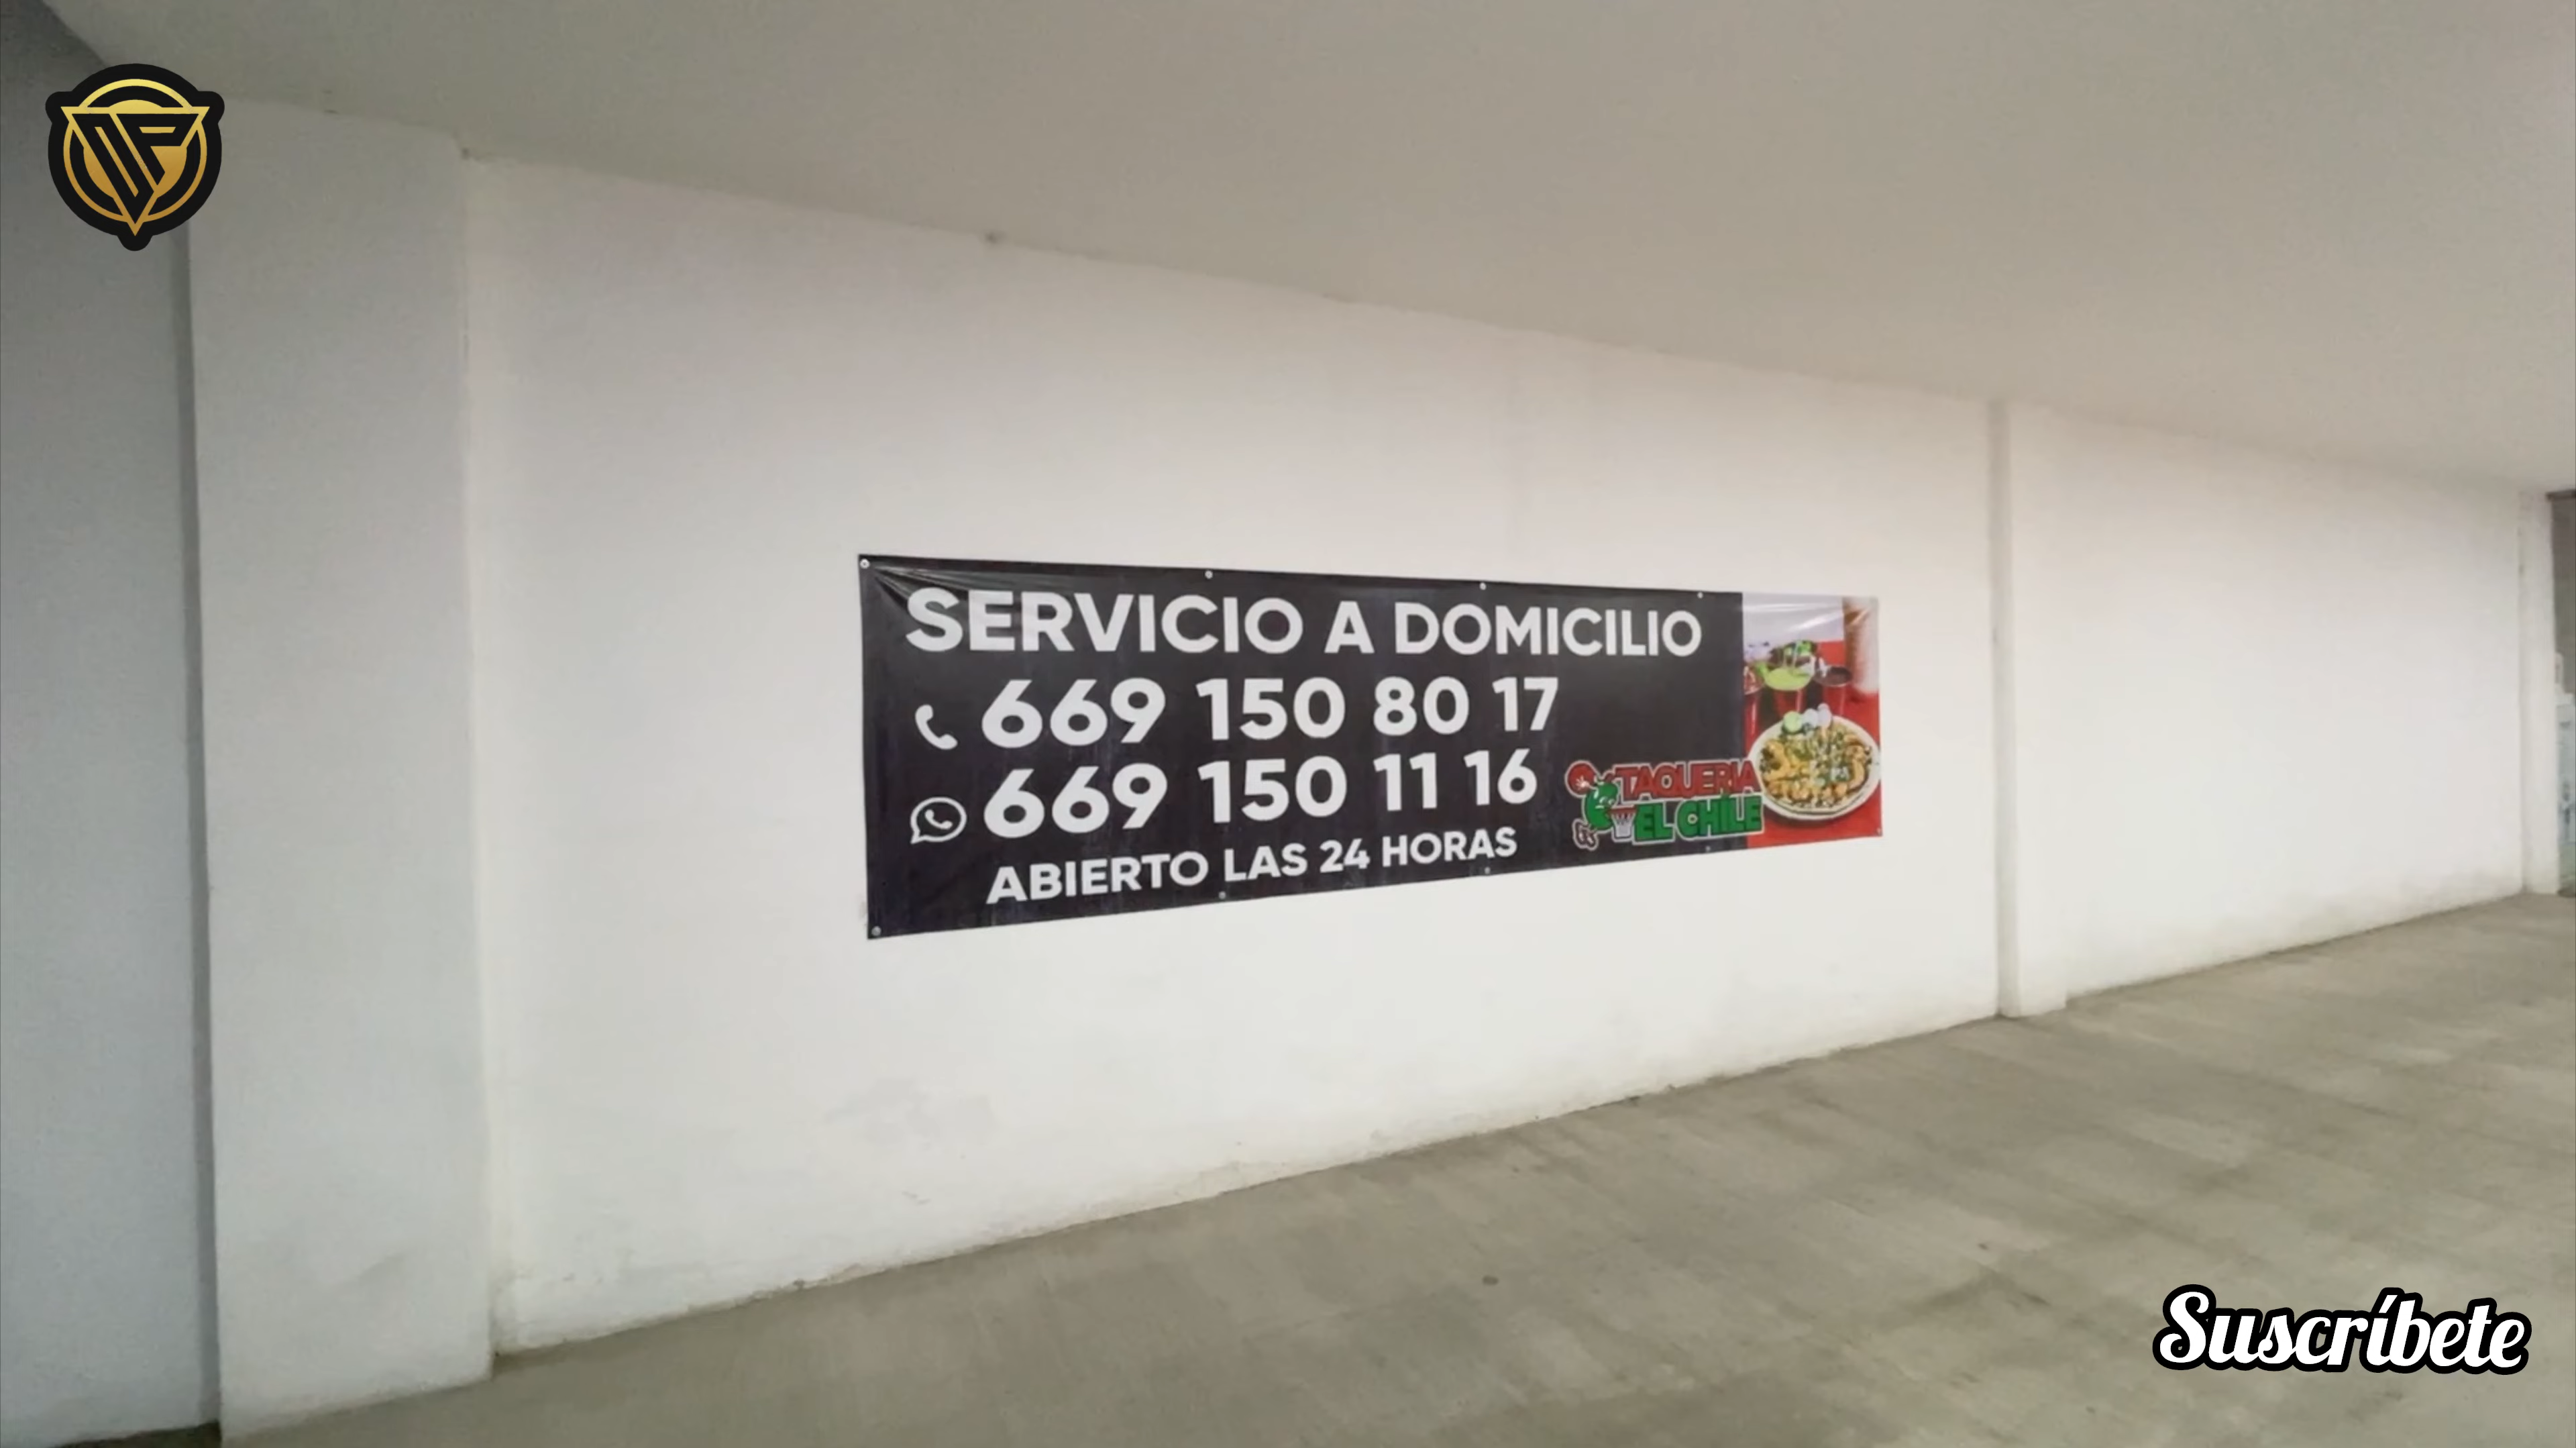 SERVICIO A DOMICILIO
669 150 80 17
669 150 11 16
ABIERTO LAS 24 HORAS
TAQUERIA
EL CHILE
Suscríbete